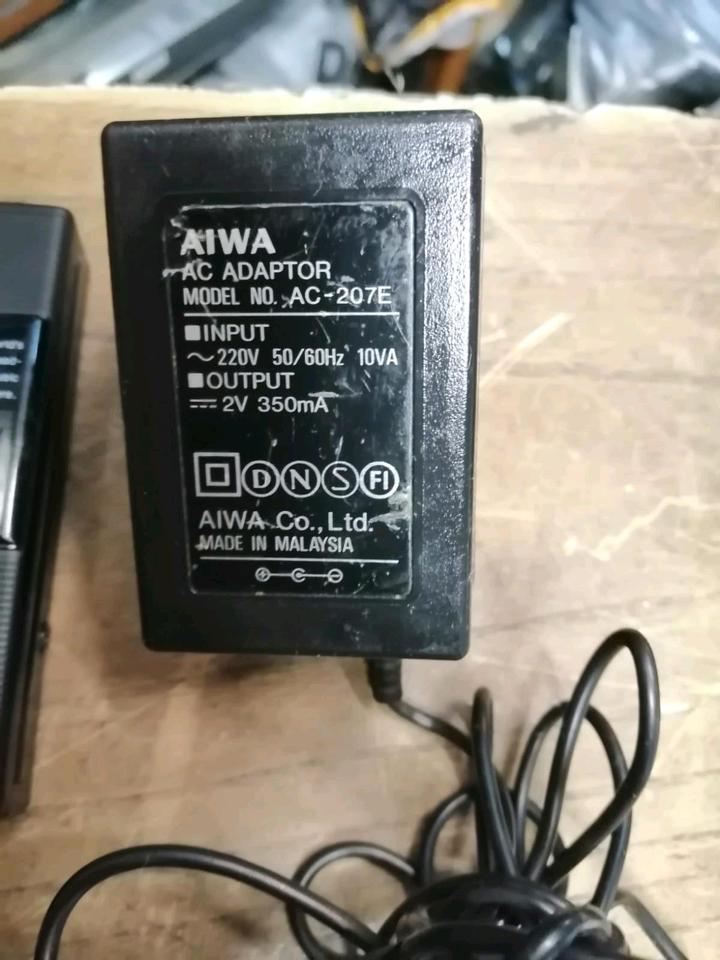 AIWA
AC ADAPTOR
MODEL NO. AC-207E
INPUT
~ 220V 50/60Hz 10VA
OUTPUT
⎓ 2V 350mA
D N S FI
AIWA Co., Ltd.
MADE IN MALAYSIA
D